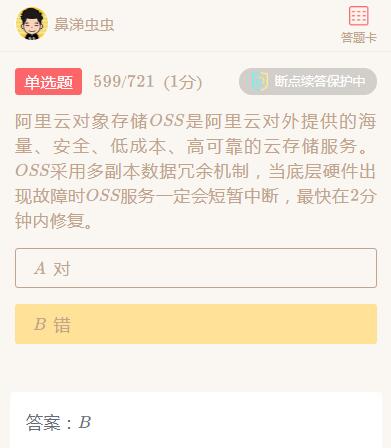 鼻涕虫虫
答题卡
单选题 599/721 (1分) 断点续答保护中
阿里云对象存储OSS是阿里云对外提供的海
量、安全、低成本、高可靠的云存储服务。
OSS采用多副本数据冗余机制，当底层硬件出
现故障时OSS服务一定会短暂中断，最快在2分
钟内修复。
A 对
B 错
答案：B